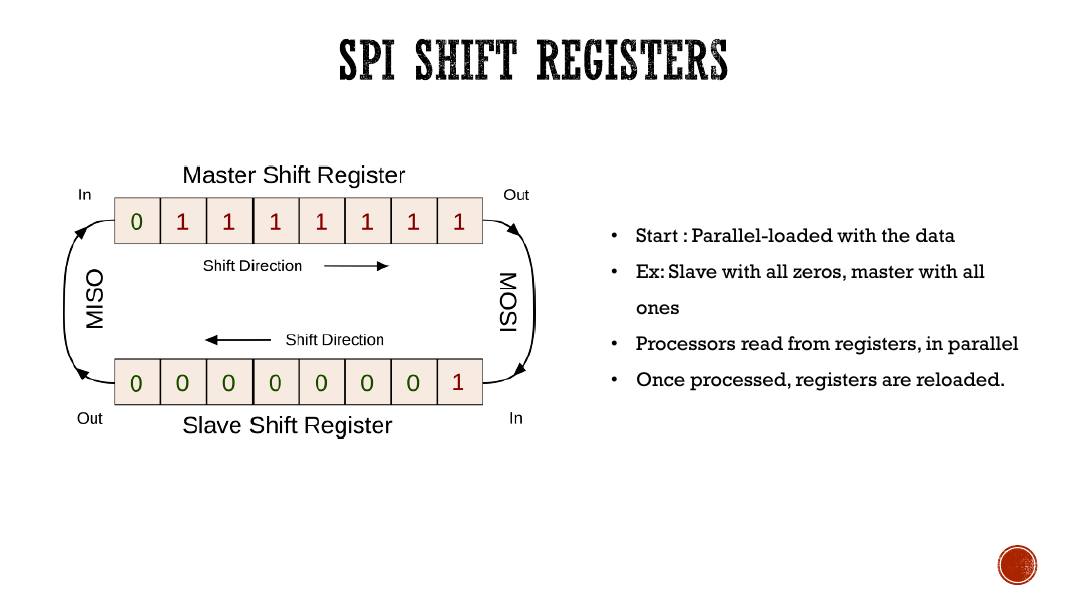 SPI SHIFT REGISTERS
Master Shift Register
In
Out
0 1 1 1 1 1 1 1
Shift Direction
MISO
MOSI
Shift Direction
0 0 0 0 0 0 0 1
Out
In
Slave Shift Register
• Start : Parallel-loaded with the data
• Ex: Slave with all zeros, master with all
ones
• Processors read from registers, in parallel
• Once processed, registers are reloaded.